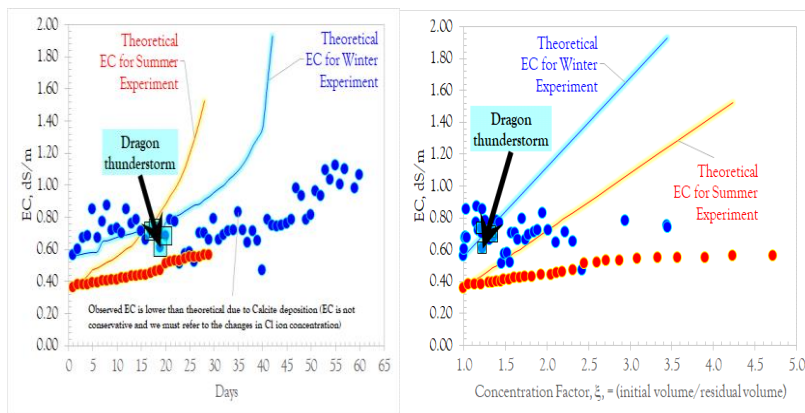 2.00
1.80
1.60
1.40
1.20
1.00
0.80
0.60
0.40
0.20
0.00
EC, dS/m
Theoretical
EC for Summer
Experiment
Theoretical
EC for Winter
Experiment
Dragon
thunderstorm
Observed EC is lower than theoretical due to Calcite deposition (EC is not
conservative and we must refer to the changes in Cl ion concentration)
0 5 10 15 20 25 30 35 40 45 50 55 60 65
Days
2.00
1.80
1.60
1.40
1.20
1.00
0.80
0.60
0.40
0.20
0.00
EC, dS/m
Theoretical
EC for Winter
Experiment
Dragon
thunderstorm
Theoretical
EC for Summer
Experiment
1.0 1.5 2.0 2.5 3.0 3.5 4.0 4.5 5.0
Concentration Factor, ξ, = (initial volume/residual volume)